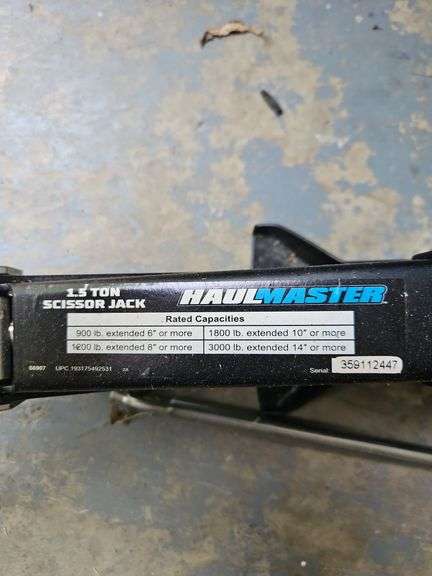 1.5 TON
SCISSOR JACK
HAULMASTER
Rated Capacities
900 lb. extended 6" or more 1800 lb. extended 10" or more
1200 lb. extended 8" or more 3000 lb. extended 14" or more
66907 UPC 193175492531
Serial: 359112447